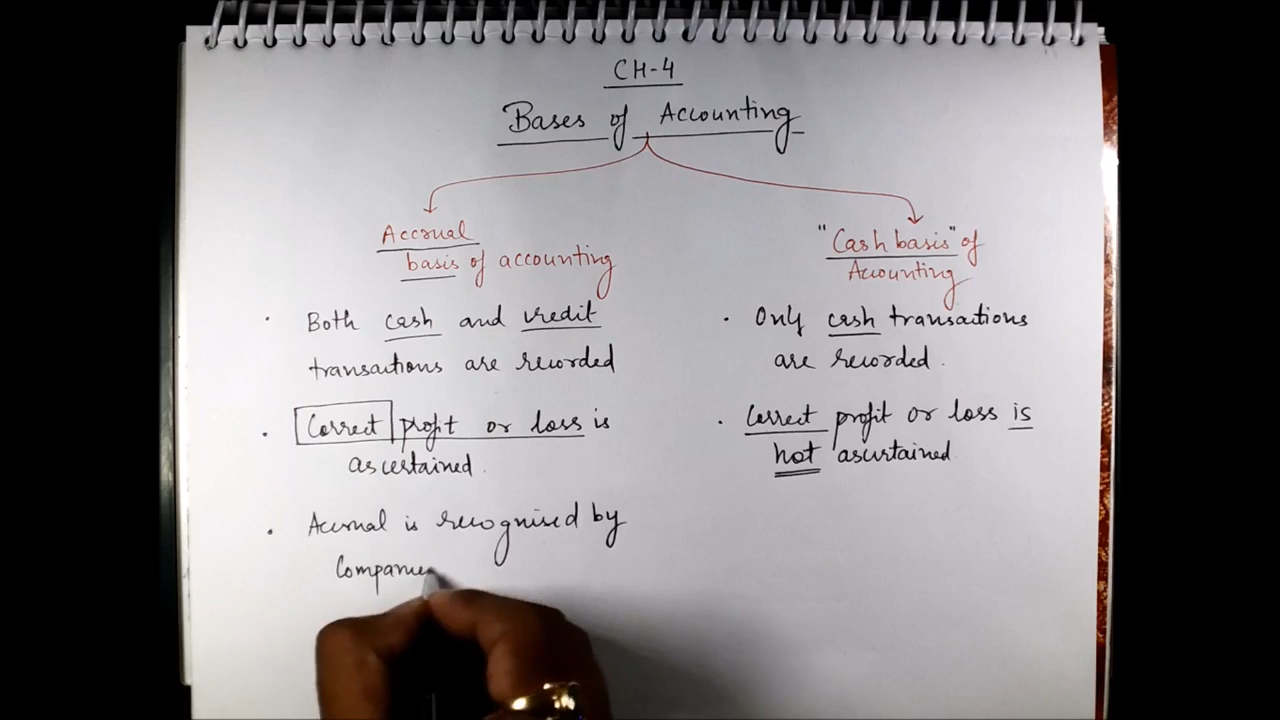 CH-4
Bases of Accounting
Accrual
basis of accounting
"Cash basis" of
Accounting
. Both cash and credit
transactions are recorded
. Only cash transactions
are recorded.
. Correct profit or loss is
ascertained.
. Correct profit or loss is
not ascertained
. Accrual is recognised by